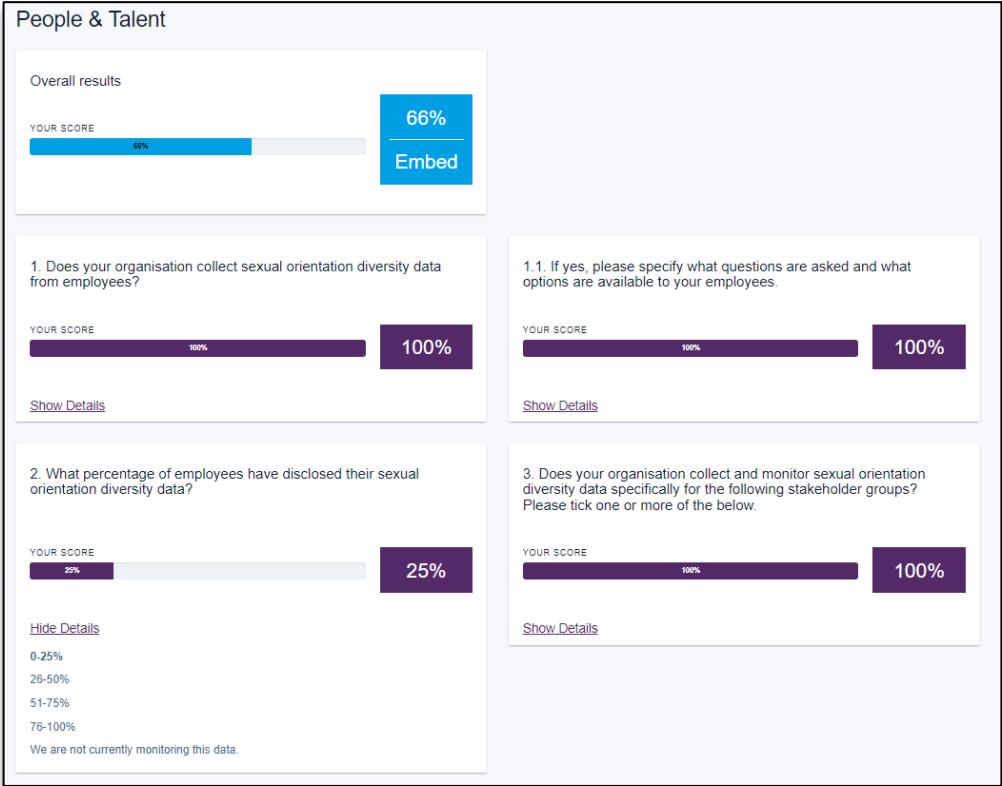 People & Talent
Overall results
YOUR SCORE
66%
66%
Embed
1. Does your organisation collect sexual orientation diversity data
from employees?
YOUR SCORE
100%
100%
Show Details
1.1. If yes, please specify what questions are asked and what
options are available to your employees.
YOUR SCORE
100%
100%
Show Details
2. What percentage of employees have disclosed their sexual
orientation diversity data?
YOUR SCORE
25%
25%
Hide Details
0-25%
26-50%
51-75%
76-100%
We are not currently monitoring this data.
3. Does your organisation collect and monitor sexual orientation
diversity data specifically for the following stakeholder groups?
Please tick one or more of the below.
YOUR SCORE
100%
100%
Show Details